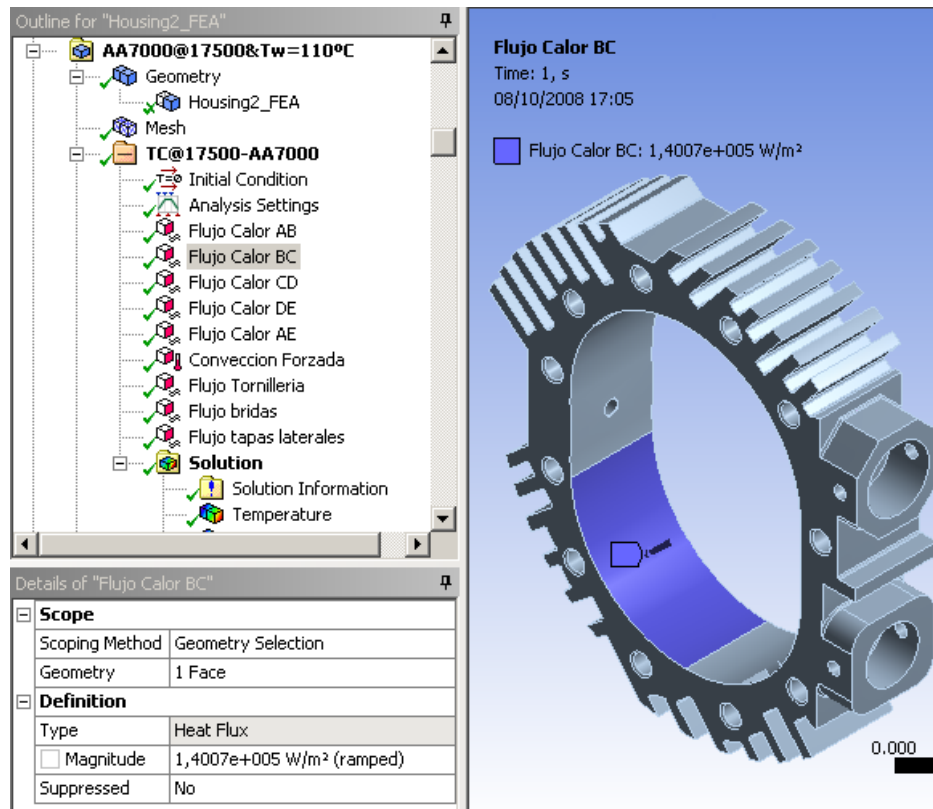 Outline for "Housing2_FEA"
AA7000@17500&Tw=110ºC
Geometry
Housing2_FEA
Mesh
TC@17500-AA7000
T=0 Initial Condition
Analysis Settings
Flujo Calor AB
Flujo Calor BC
Flujo Calor CD
Flujo Calor DE
Flujo Calor AE
Conveccion Forzada
Flujo Tornilleria
Flujo bridas
Flujo tapas laterales
Solution
Solution Information
Temperature
Details of "Flujo Calor BC"
Scope
Scoping Method Geometry Selection
Geometry 1 Face
Definition
Type Heat Flux
Magnitude 1,4007e+005 W/m² (ramped)
Suppressed No
Flujo Calor BC
Time: 1, s
08/10/2008 17:05
Flujo Calor BC: 1,4007e+005 W/m²
0.000